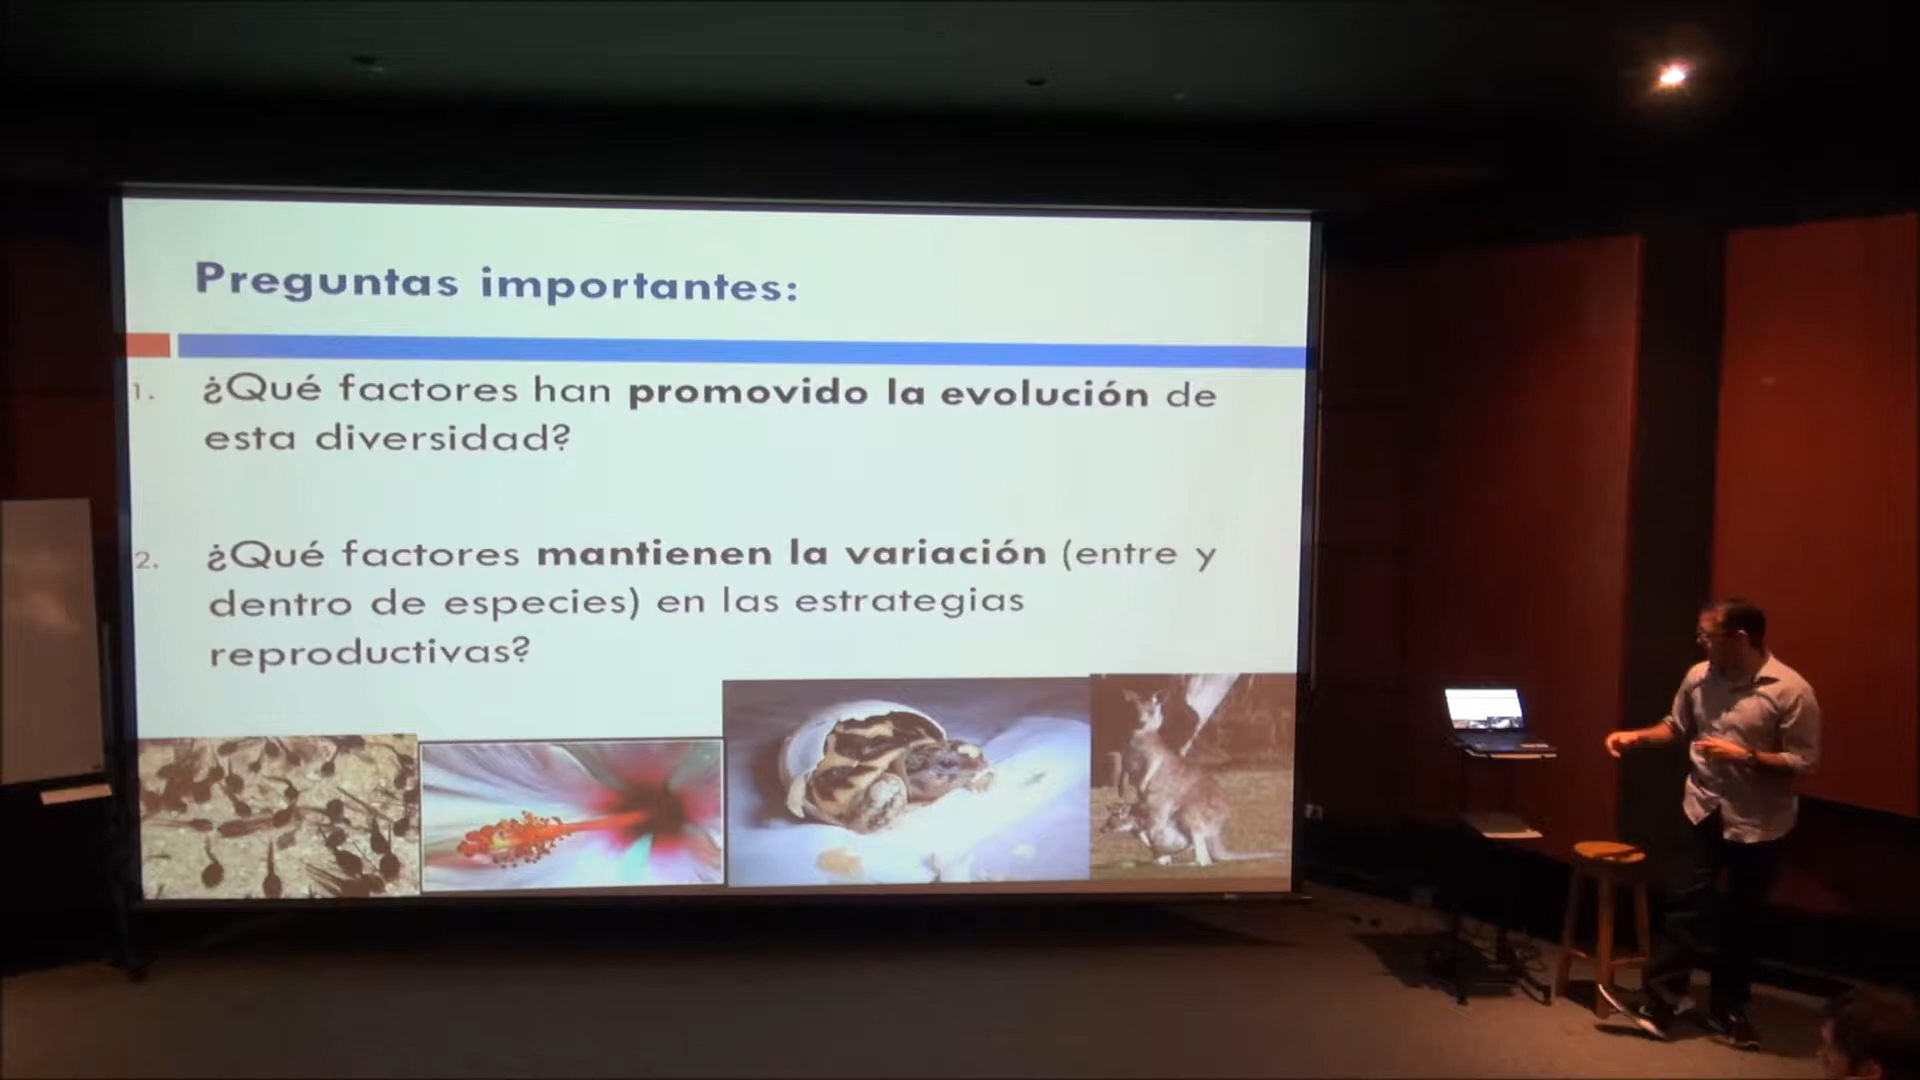 Preguntas importantes:
1. ¿Qué factores han promovido la evolución de
esta diversidad?
2. ¿Qué factores mantienen la variación (entre y
dentro de especies) en las estrategias
reproductivas?